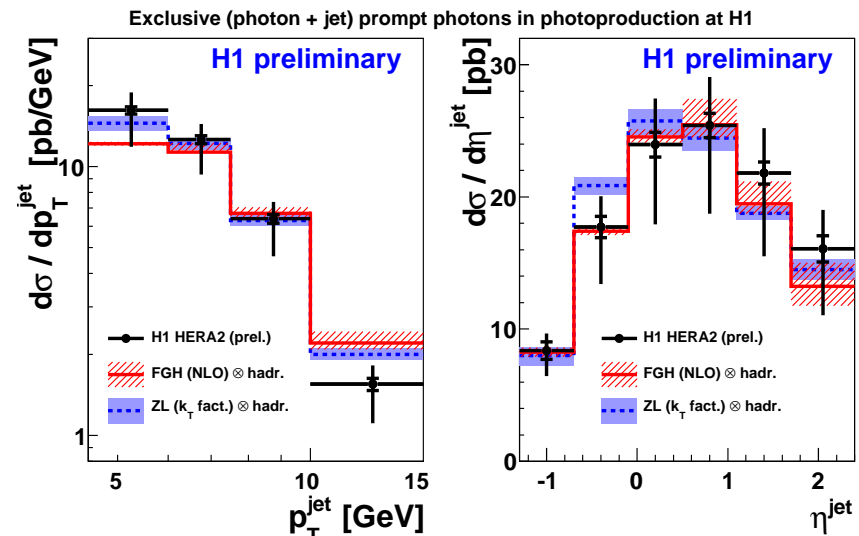 Exclusive (photon + jet) prompt photons in photoproduction at H1
H1 preliminary
dσ / dp_T^jet [pb/GeV]
10
1
H1 HERA2 (prel.)
FGH (NLO) ⊗ hadr.
ZL (k_T fact.) ⊗ hadr.
5 10 15
p_T^jet [GeV]
H1 preliminary
dσ / dη^jet [pb]
30
20
10
0
H1 HERA2 (prel.)
FGH (NLO) ⊗ hadr.
ZL (k_T fact.) ⊗ hadr.
-1 0 1 2
η^jet